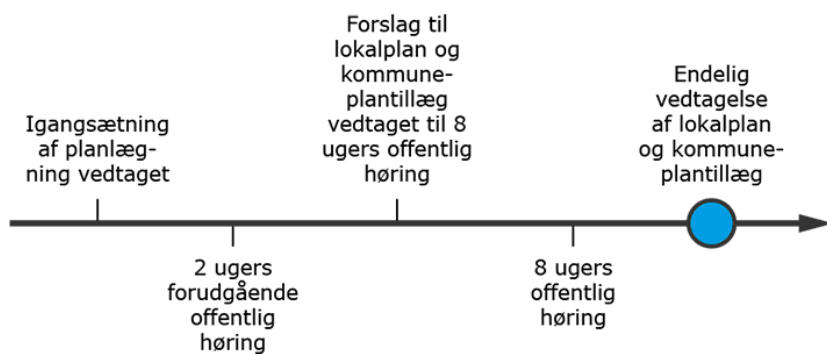 Igangsætning
af planlæg-
ning vedtaget
2 ugers
forudgående
offentlig
høring
Forslag til
lokalplan og
kommune-
plantillæg
vedtaget til 8
ugers offentlig
høring
8 ugers
offentlig
høring
Endelig
vedtagelse
af lokalplan
og kommune-
plantillæg